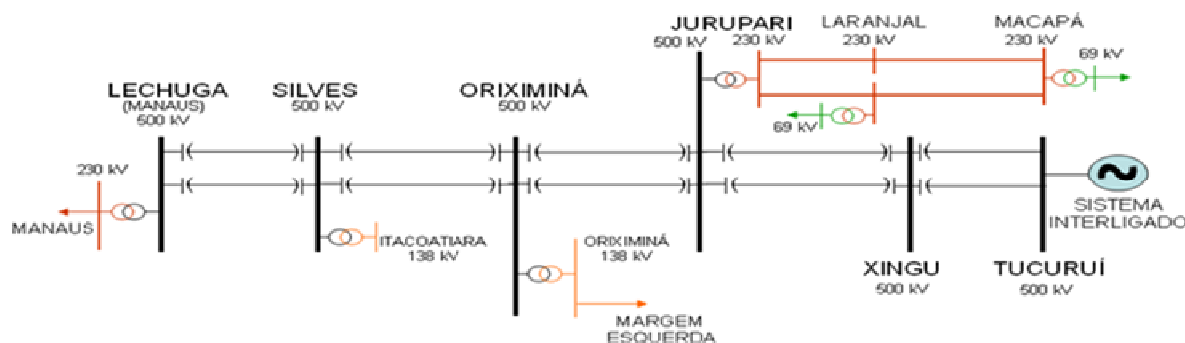 LECHUGA
(MANAUS)
500 kV
230 kV
MANAUS
SILVES
500 kV
ITACOATIARA
138 kV
ORIXIMINÁ
500 kV
ORIXIMINÁ
138 kV
MARGEM
ESQUERDA
JURUPARI
500 kV
230 kV
LARANJAL
230 kV
69 kV
MACAPÁ
230 kV
69 kV
XINGU
500 kV
TUCURUÍ
500 kV
SISTEMA
INTERLIGADO